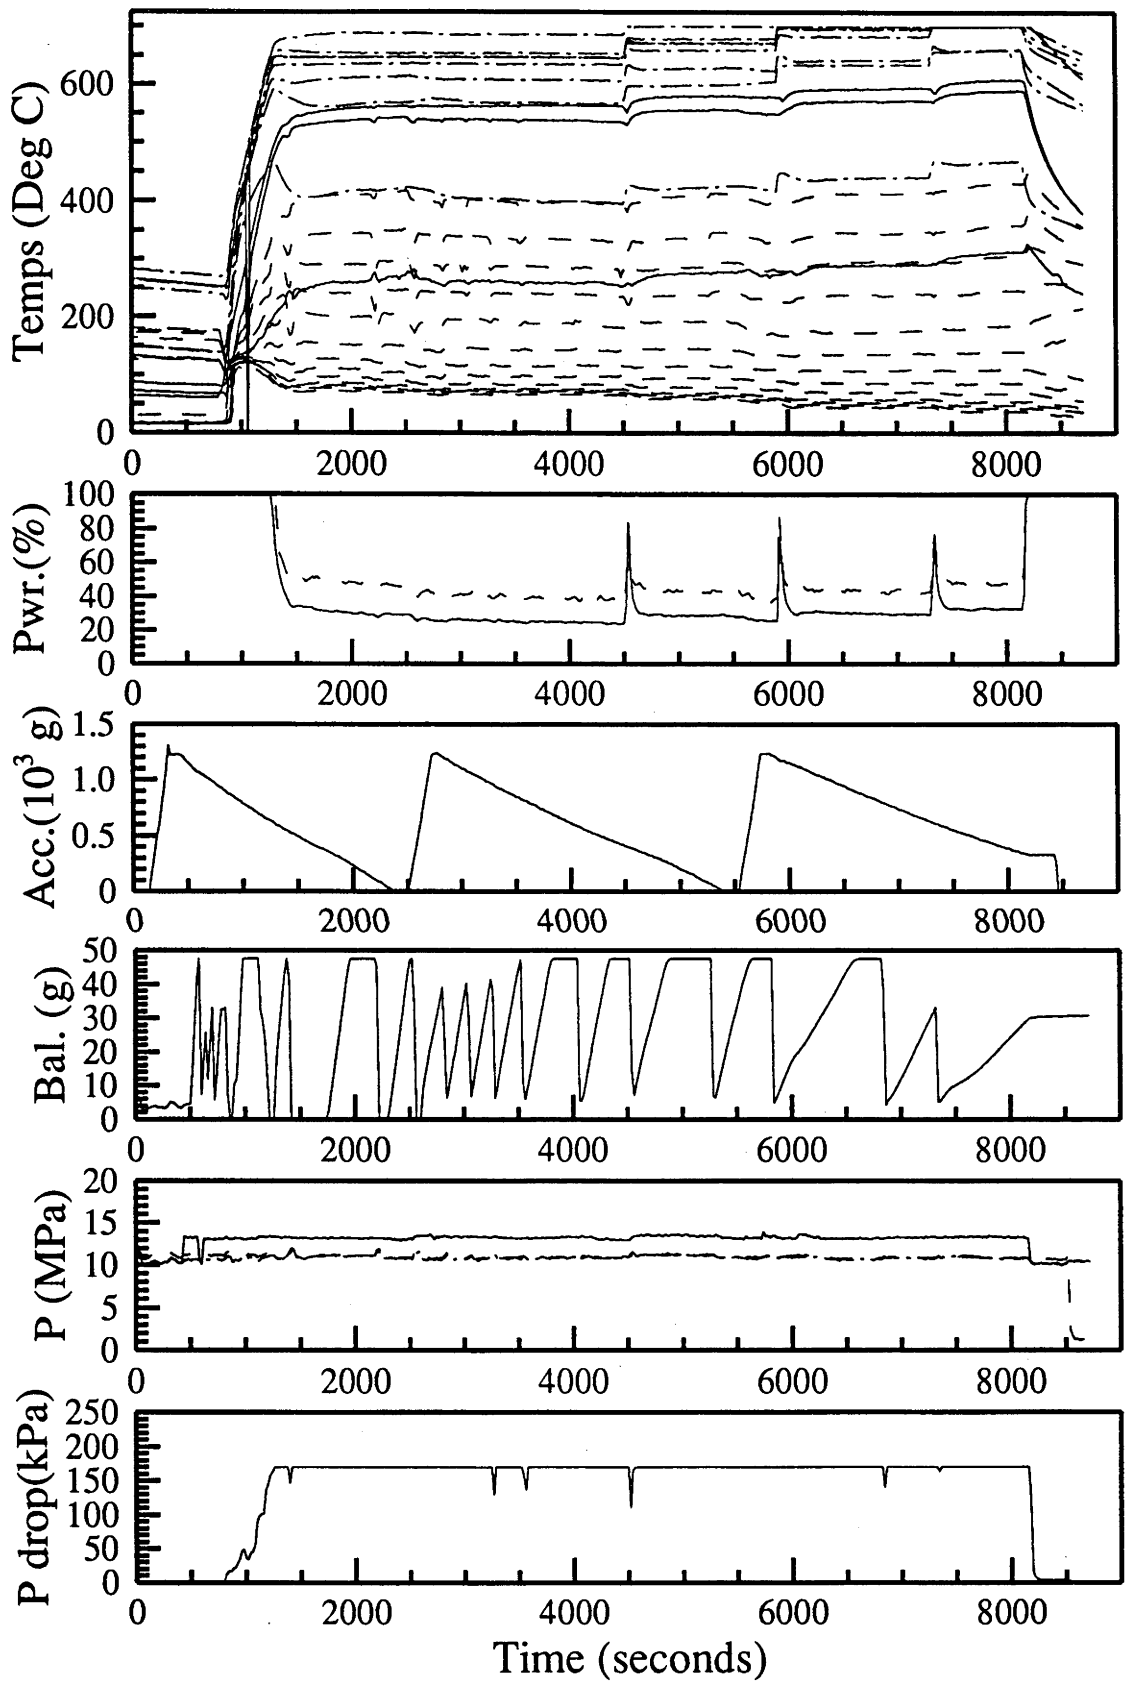 Temps (Deg C)
600
400
200
0
0 2000 4000 6000 8000
Pwr.(%)
100
80
60
40
20
0
0 2000 4000 6000 8000
Acc.(10³ g)
1.5
1.0
0.5
0
0 2000 4000 6000 8000
Bal. (g)
50
40
30
20
10
0
0 2000 4000 6000 8000
P (MPa)
20
15
10
5
0
0 2000 4000 6000 8000
P drop(kPa)
250
200
150
100
50
0
0 2000 4000 6000 8000
Time (seconds)